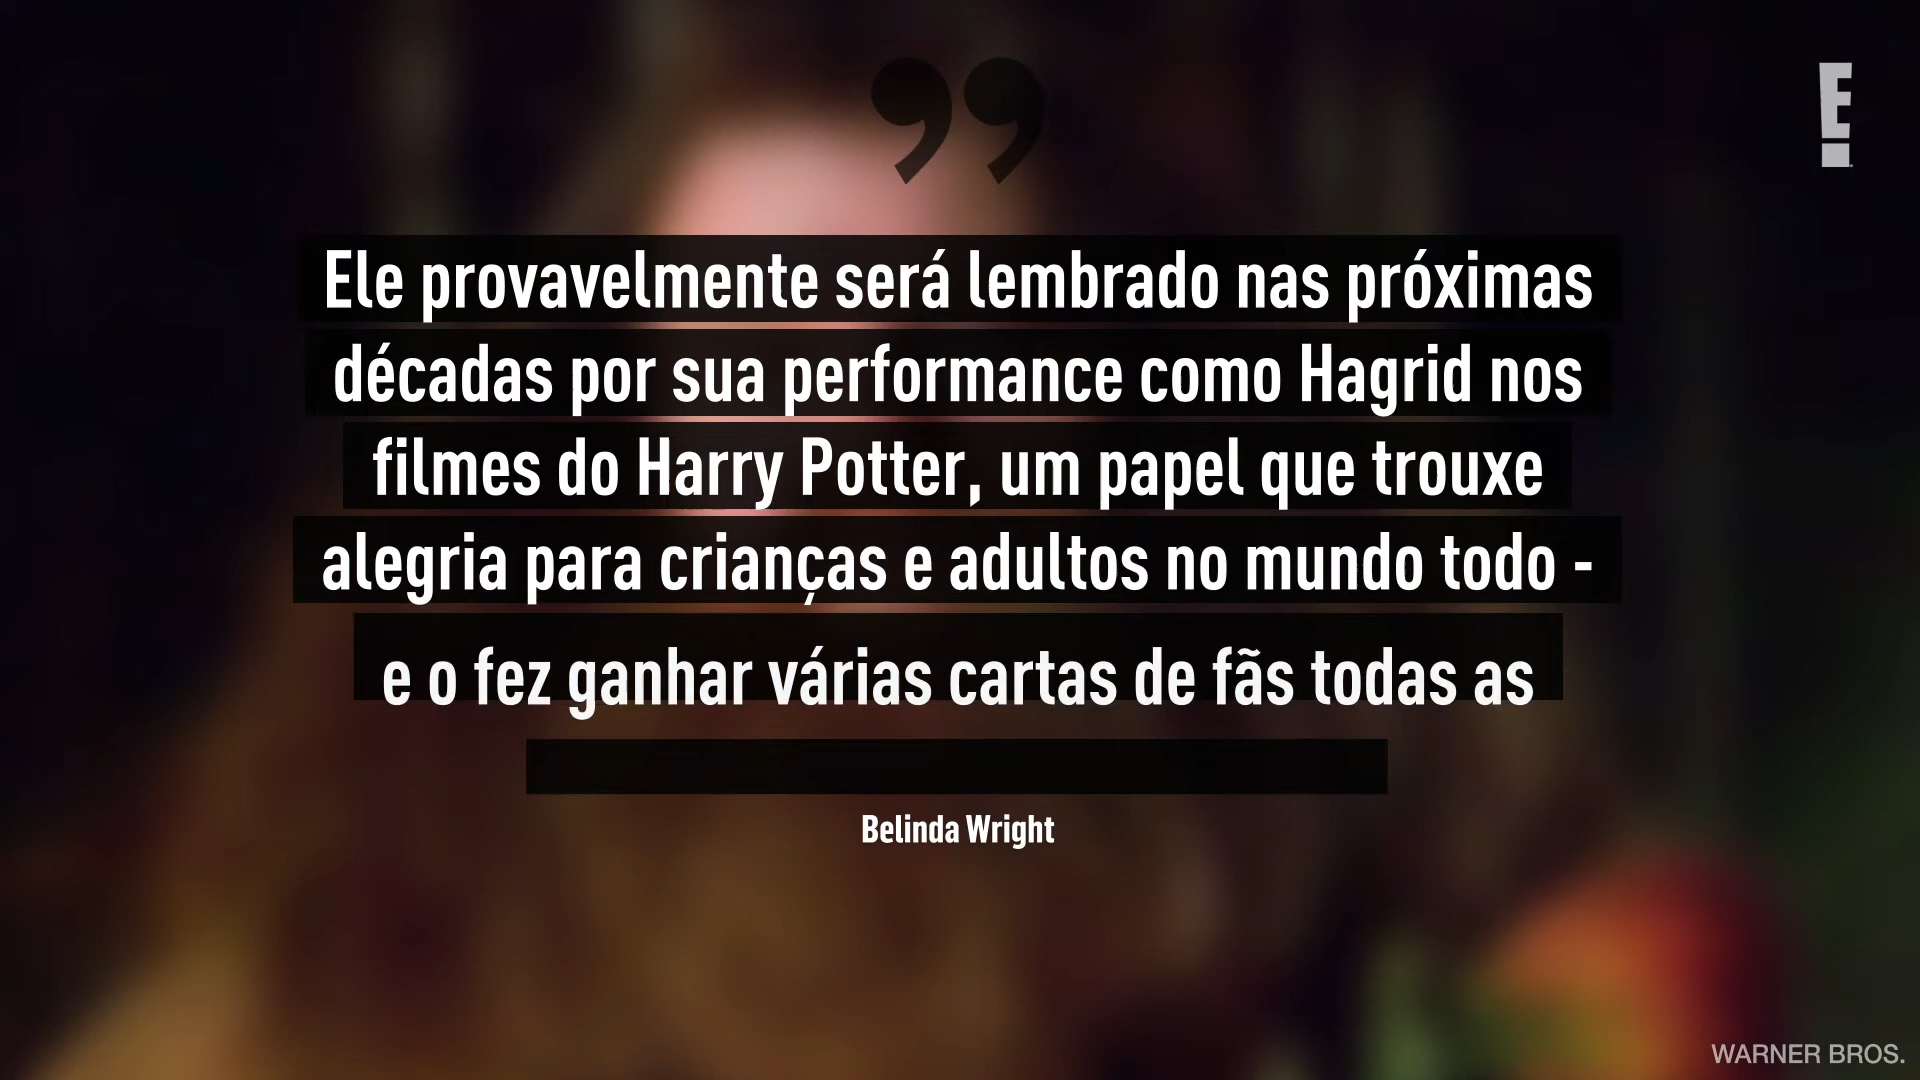 E!
Ele provavelmente será lembrado nas próximas
décadas por sua performance como Hagrid nos
filmes do Harry Potter, um papel que trouxe
alegria para crianças e adultos no mundo todo -
e o fez ganhar várias cartas de fãs todas as
Belinda Wright
WARNER BROS.